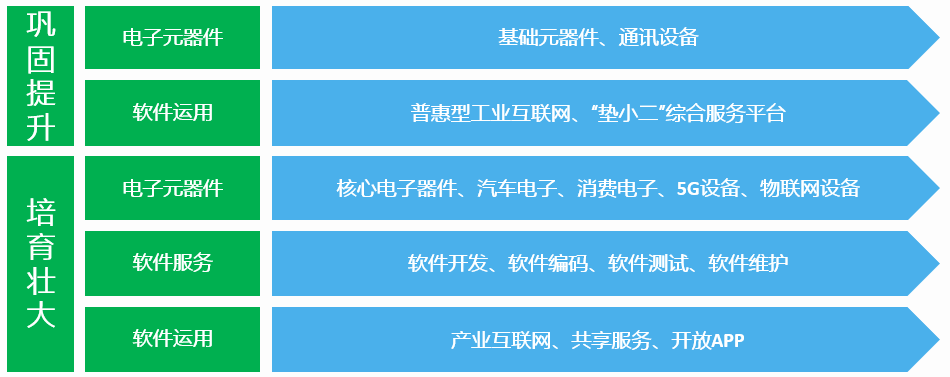 巩固提升
电子元器件
基础元器件、通讯设备
软件运用
普惠型工业互联网、“垫小二”综合服务平台
培育壮大
电子元器件
核心电子器件、汽车电子、消费电子、5G设备、物联网设备
软件服务
软件开发、软件编码、软件测试、软件维护
软件运用
产业互联网、共享服务、开放APP